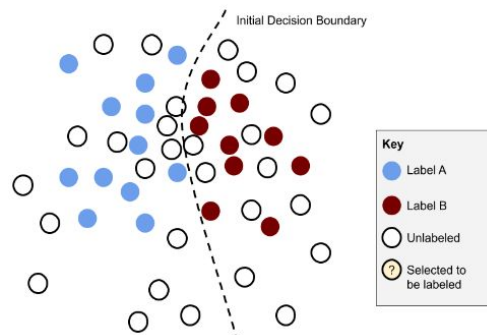 Initial Decision Boundary
Key
Label A
Label B
Unlabeled
?
Selected to
be labeled